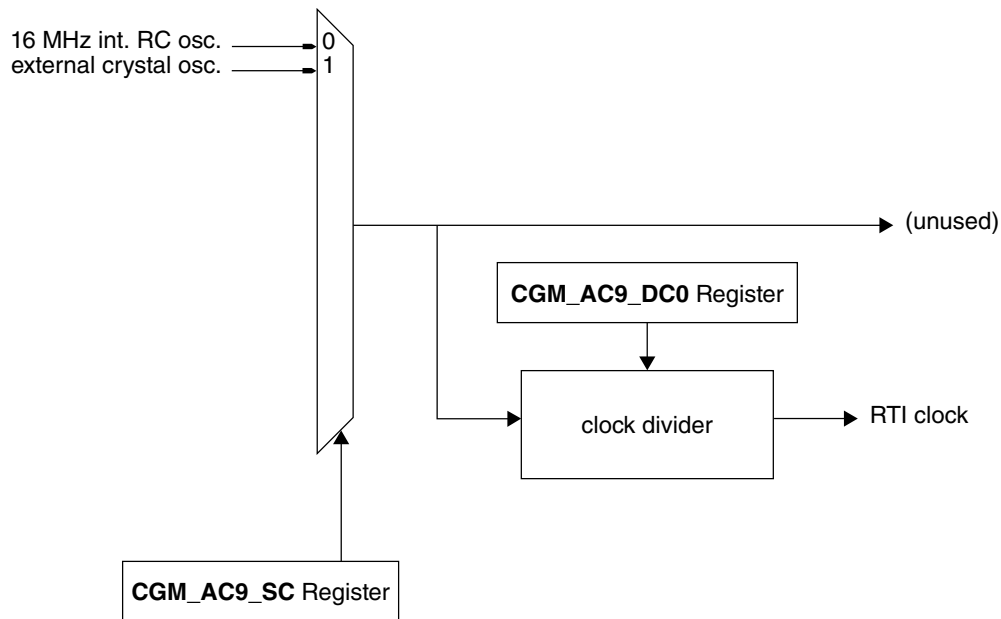 16 MHz int. RC osc.
0
external crystal osc.
1
(unused)
CGM_AC9_DC0 Register
clock divider
RTI clock
CGM_AC9_SC Register